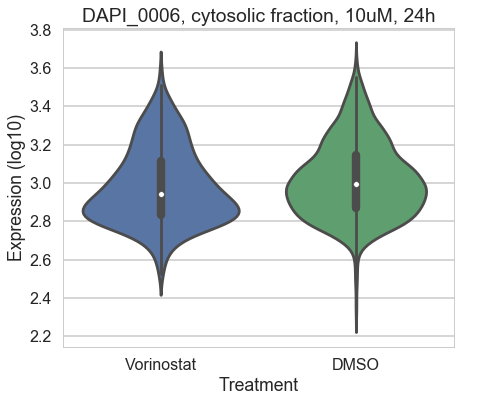 DAPI_0006, cytosolic fraction, 10uM, 24h
3.8
3.6
3.4
3.2
3.0
2.8
2.6
2.4
2.2
Expression (log10)
Vorinostat
DMSO
Treatment